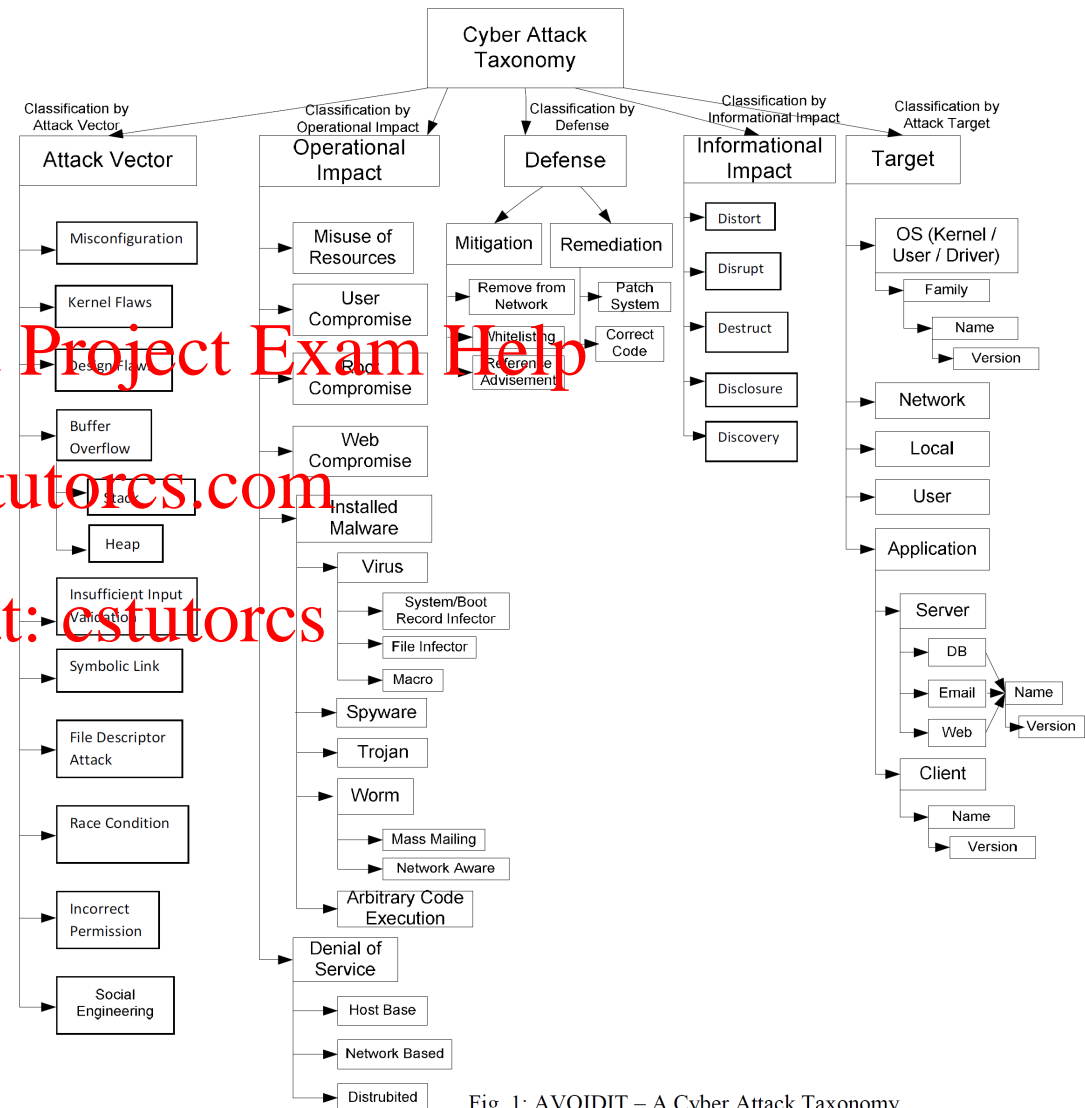 Cyber Attack
Taxonomy
Classification by
Attack Vector
Classification by
Operational Impact
Classification by
Defense
Classification by
Informational Impact
Classification by
Attack Target
Attack Vector
Operational
Impact
Defense
Informational
Impact
Target
Misconfiguration
Kernel Flaws
Design Flaws
Buffer
Overflow
Stack
Heap
Insufficient Input
Validation
Symbolic Link
File Descriptor
Attack
Race Condition
Incorrect
Permission
Social
Engineering
Misuse of
Resources
User
Compromise
Root
Compromise
Web
Compromise
Installed
Malware
Virus
System/Boot
Record Infector
File Infector
Macro
Spyware
Trojan
Worm
Mass Mailing
Network Aware
Arbitrary Code
Execution
Denial of
Service
Host Base
Network Based
Distrubited
Mitigation
Remove from
Network
Whitelisting
Reference
Advisement
Remediation
Patch
System
Correct
Code
Distort
Disrupt
Destruct
Disclosure
Discovery
OS (Kernel /
User / Driver)
Family
Name
Version
Network
Local
User
Application
Server
DB
Email
Web
Name
Version
Client
Name
Version
Project Exam Help
tutorcs.com
t: cstutorcs
Fig. 1: AVOIDIT – A Cyber Attack Taxonomy